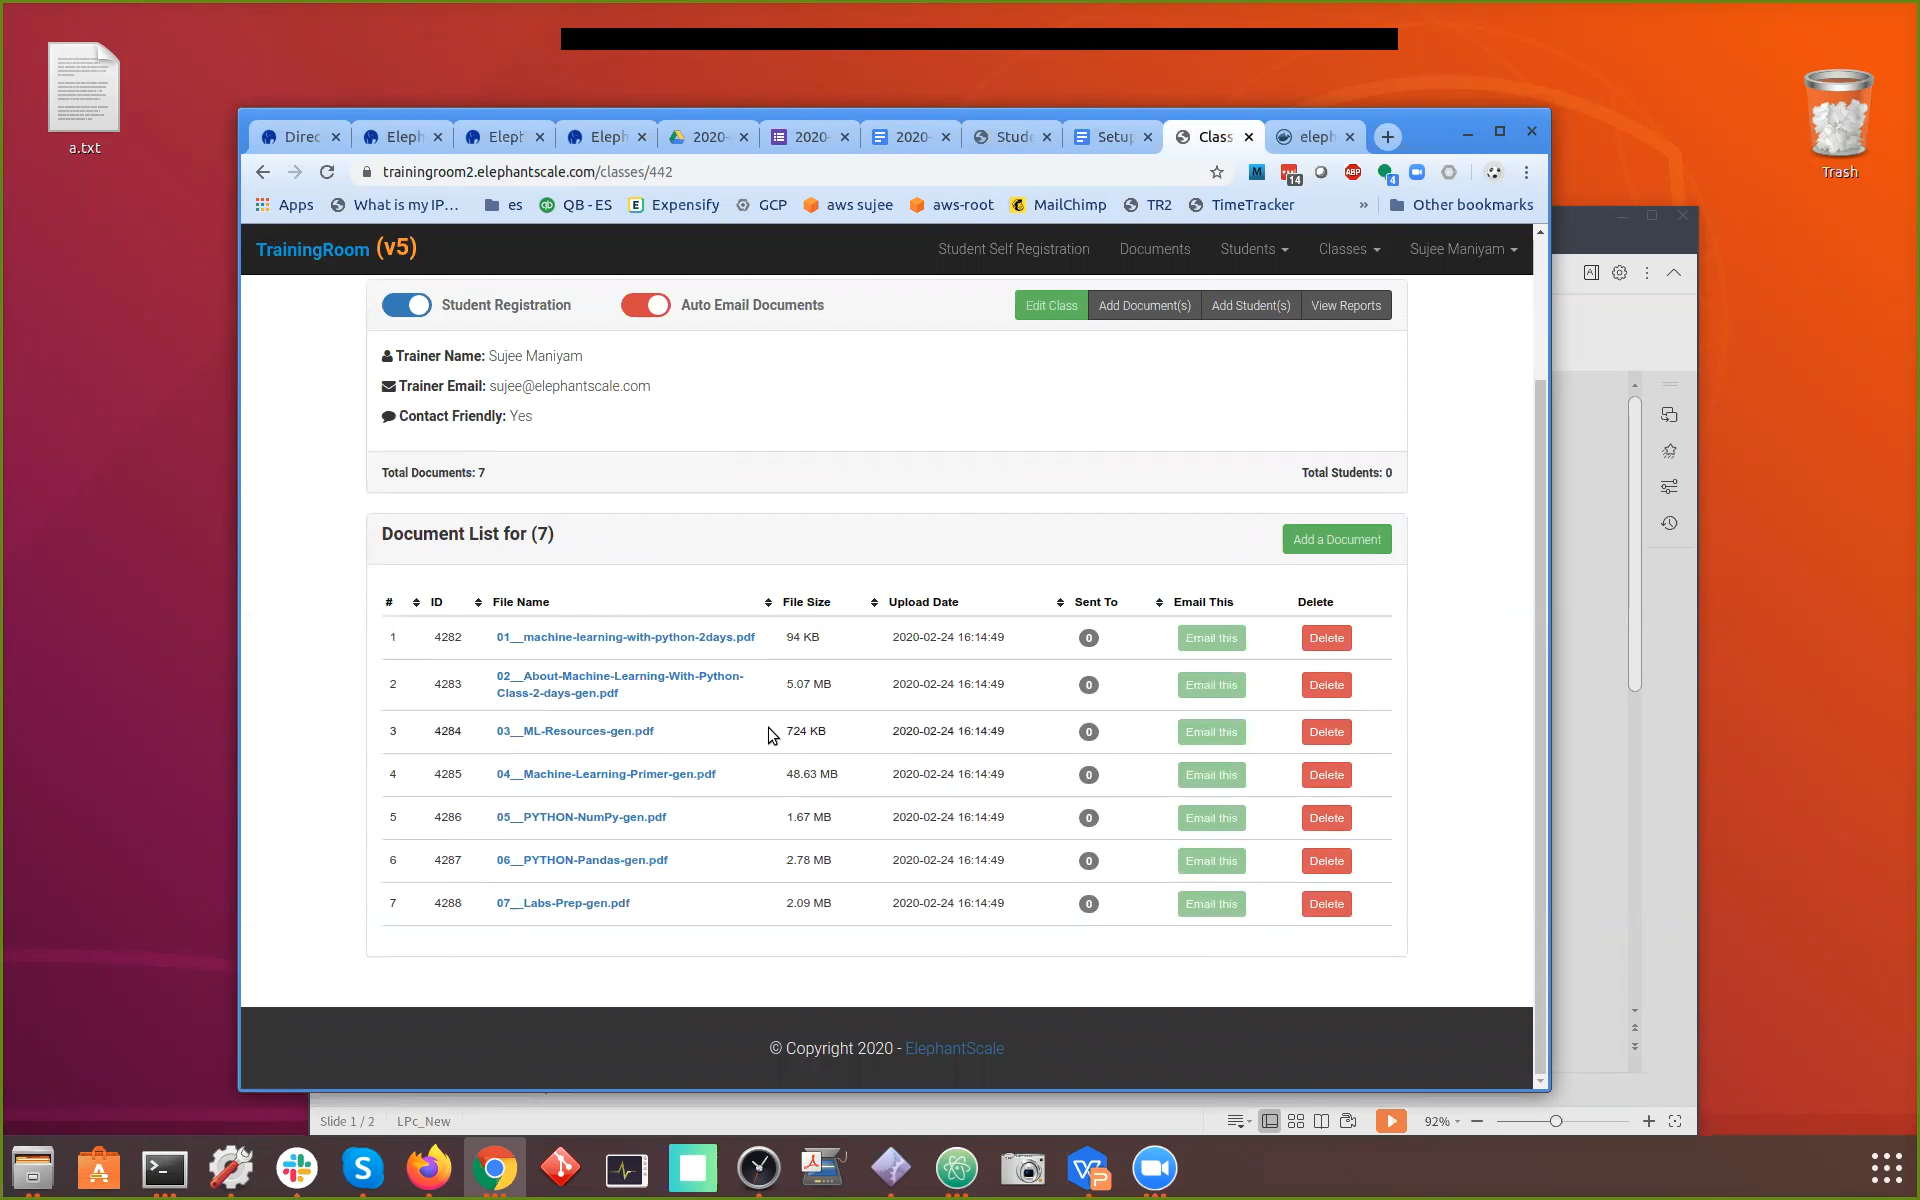 a.txt
Trash
Direc
Eleph
Eleph
Eleph
2020-
2020-
2020-
Stude
Setup
Class
eleph
trainingroom2.elephantscale.com/classes/442
14
ABP
4
Apps
What is my IP...
es
QB - ES
Expensify
GCP
aws sujee
aws-root
MailChimp
TR2
TimeTracker
»
Other bookmarks
TrainingRoom (v5)
Student Self Registration
Documents
Students
Classes
Sujee Maniyam
Student Registration
Auto Email Documents
Edit Class
Add Document(s)
Add Student(s)
View Reports
Trainer Name: Sujee Maniyam
Trainer Email: sujee@elephantscale.com
Contact Friendly: Yes
Total Documents: 7
Total Students: 0
Document List for (7)
Add a Document
# ID File Name File Size Upload Date Sent To Email This Delete
1 4282 01__machine-learning-with-python-2days.pdf 94 KB 2020-02-24 16:14:49 0 Email this Delete
2 4283 02__About-Machine-Learning-With-Python-
Class-2-days-gen.pdf 5.07 MB 2020-02-24 16:14:49 0 Email this Delete
3 4284 03__ML-Resources-gen.pdf 724 KB 2020-02-24 16:14:49 0 Email this Delete
4 4285 04__Machine-Learning-Primer-gen.pdf 48.63 MB 2020-02-24 16:14:49 0 Email this Delete
5 4286 05__PYTHON-NumPy-gen.pdf 1.67 MB 2020-02-24 16:14:49 0 Email this Delete
6 4287 06__PYTHON-Pandas-gen.pdf 2.78 MB 2020-02-24 16:14:49 0 Email this Delete
7 4288 07__Labs-Prep-gen.pdf 2.09 MB 2020-02-24 16:14:49 0 Email this Delete
© Copyright 2020 - ElephantScale
Slide 1 / 2
LPc_New
92%